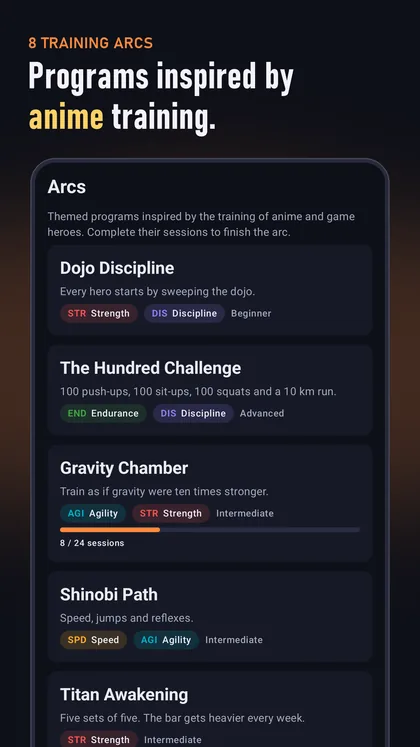 8 TRAINING ARCS
Programs inspired by
anime training.
Arcs
Themed programs inspired by the training of anime and game
heroes. Complete their sessions to finish the arc.
Dojo Discipline
Every hero starts by sweeping the dojo.
STR Strength DIS Discipline Beginner
The Hundred Challenge
100 push-ups, 100 sit-ups, 100 squats and a 10 km run.
END Endurance DIS Discipline Advanced
Gravity Chamber
Train as if gravity were ten times stronger.
AGI Agility STR Strength Intermediate
8 / 24 sessions
Shinobi Path
Speed, jumps and reflexes.
SPD Speed AGI Agility Intermediate
Titan Awakening
Five sets of five. The bar gets heavier every week.
STR Strength Intermediate